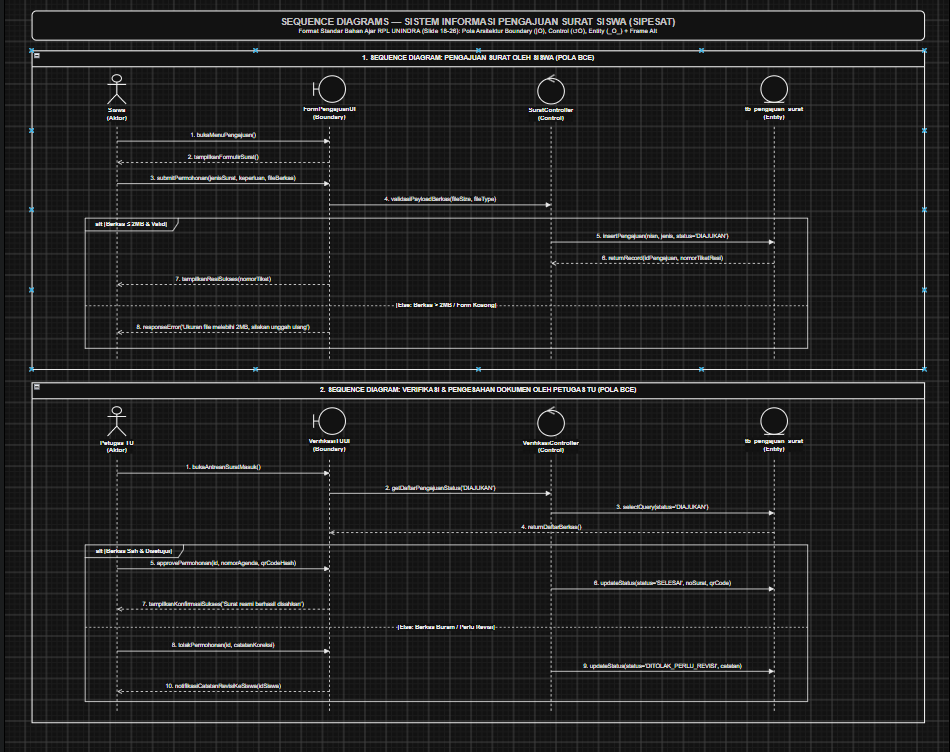 SEQUENCE DIAGRAMS — SISTEM INFORMASI PENGAJUAN SURAT SISWA (SIPESAT)
Format Standar Bahan Ajar RPL UNINDRA (Slide 18-26): Pola Arsitektur Boundary (|O), Control (O), Entity (_O_) + Frame Alt
1. SEQUENCE DIAGRAM: PENGAJUAN SURAT OLEH SISWA (POLA BCE)
Siswa
(Aktor)
FormPengajuanUI
(Boundary)
SuratController
(Control)
tb_pengajuan_surat
(Entity)
1. bukaMenuPengajuan()
2. tampilkanFormulirSurat()
3. submitPermohonan(jenisSurat, keperluan, fileBerkas)
4. validasiPayloadBerkas(fileSize, fileType)
alt [Berkas ≤ 2MB & Valid]
5. insertPengajuan(nisn, jenis, status='DIAJUKAN')
6. returnRecord(idPengajuan, nomorTiketResi)
7. tampilkanResiSukses(nomorTiket)
[Else: Berkas > 2MB / Form Kosong]
8. responseError('Ukuran file melebihi 2MB, silakan unggah ulang')
2. SEQUENCE DIAGRAM: VERIFIKASI & PENGESAHAN DOKUMEN OLEH PETUGAS TU (POLA BCE)
Petugas TU
(Aktor)
VerifikasiTUUI
(Boundary)
VerifikasiController
(Control)
tb_pengajuan_surat
(Entity)
1. bukaAntreanSuratMasuk()
2. getDaftarPengajuanStatus('DIAJUKAN')
3. selectQuery(status='DIAJUKAN')
4. returnDaftarBerkas()
alt [Berkas Sah & Disetujui]
5. approvePermohonan(id, nomorAgenda, qrCodeHash)
6. updateStatus(status='SELESAI', noSurat, qrCode)
7. tampilkanKonfirmasiSukses('Surat resmi berhasil disahkan')
[Else: Berkas Buram / Perlu Revisi]
8. tolakPermohonan(id, catatanKoreksi)
9. updateStatus(status='DITOLAK_PERLU_REVISI', catatan)
10. notifikasiCatatanRevisiKeSiswa(idSiswa)